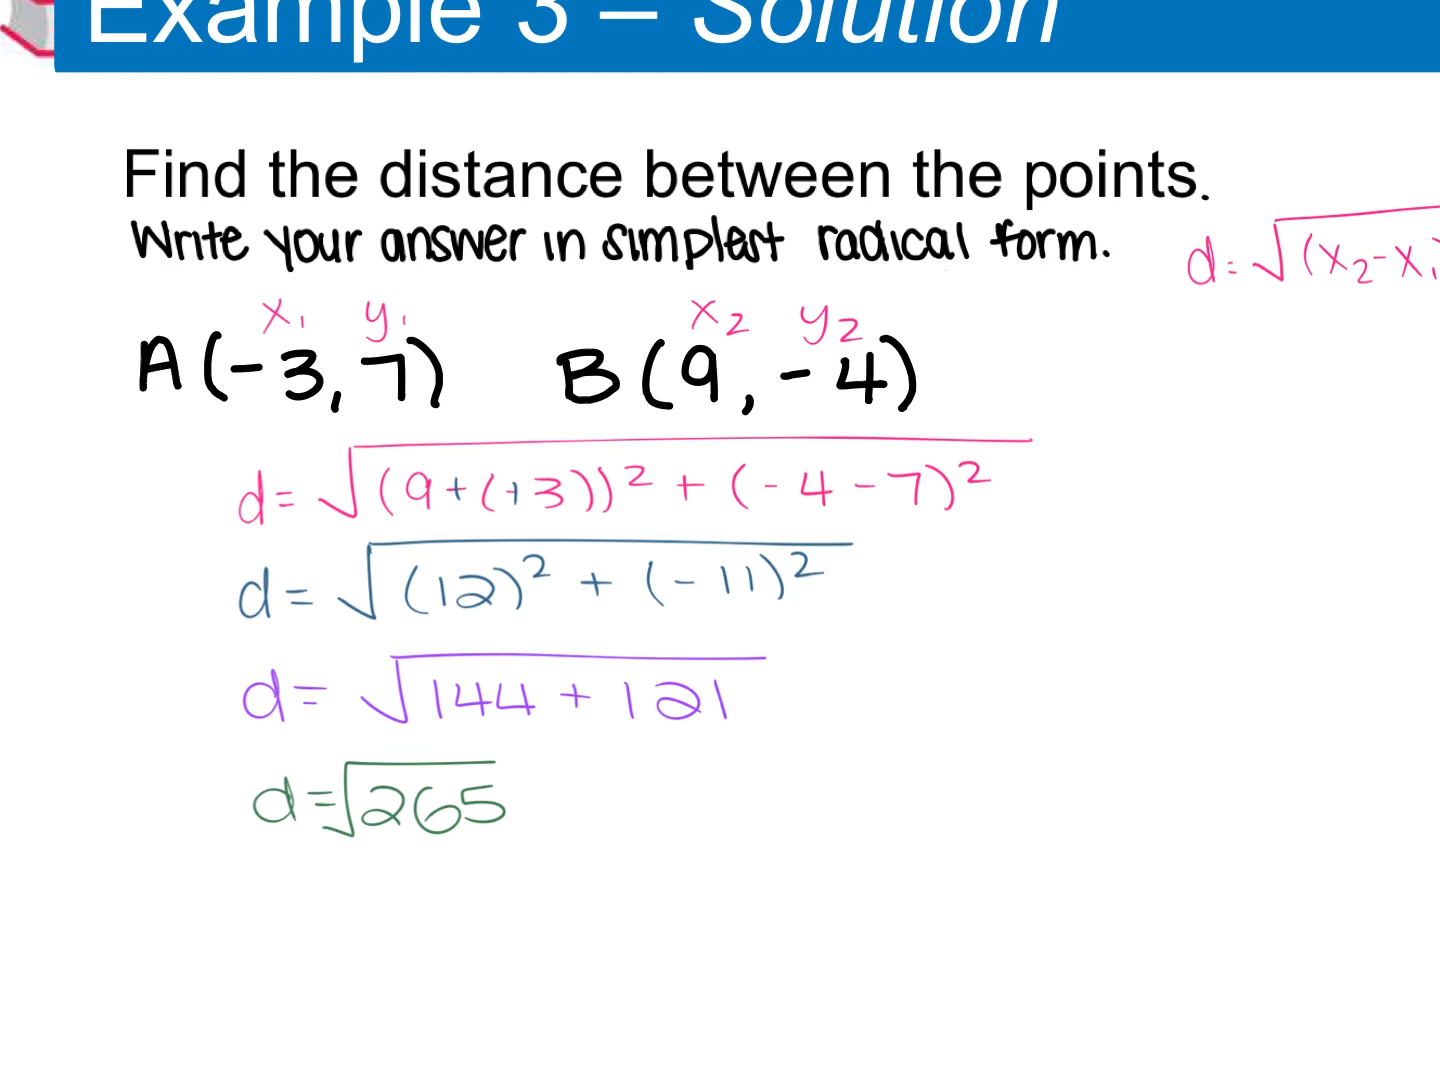 Example 3 – Solution
Find the distance between the points.
Write your answer in simplest radical form.
d = √(x₂-x₁)
x₁ y₁ x₂ y₂
A(-3, 7) B(9, -4)
d = √(9+(+3))² + (-4-7)²
d = √(12)² + (-11)²
d = √144 + 121
d = √265